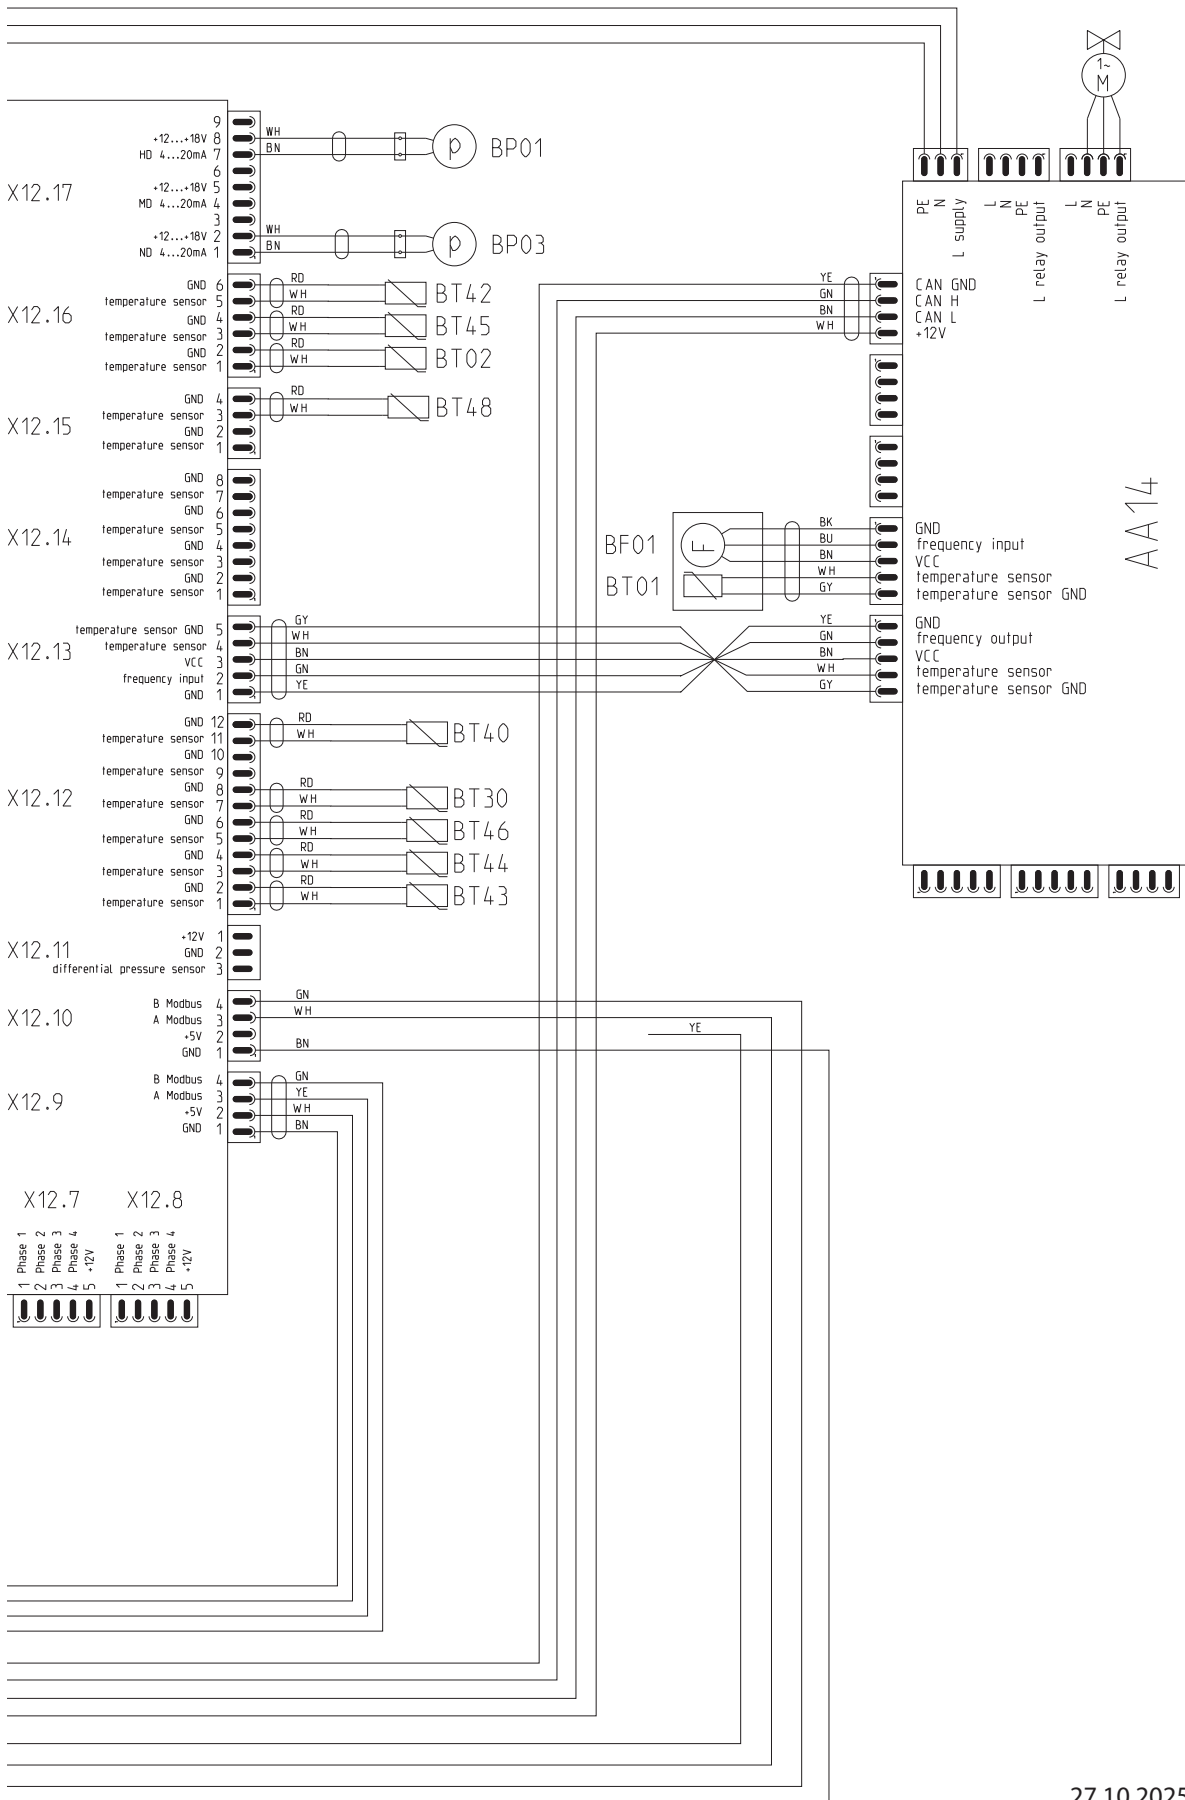 1~
M
X12.17
9
+12...+18V 8 WH
HD 4...20mA 7 BN
p BP01
6
+12...+18V 5
MD 4...20mA 4
3
+12...+18V 2 WH
ND 4...20mA 1 BN
p BP03
X12.16
GND 6 RD
temperature sensor 5 WH
BT42
GND 4 RD
temperature sensor 3 WH
BT45
GND 2 RD
temperature sensor 1 WH
BT02
X12.15
GND 4 RD
temperature sensor 3 WH
BT48
GND 2
temperature sensor 1
X12.14
GND 8
temperature sensor 7
GND 6
temperature sensor 5
GND 4
temperature sensor 3
GND 2
temperature sensor 1
X12.13
temperature sensor GND 5 GY
temperature sensor 4 WH
VCC 3 BN
frequency input 2 GN
GND 1 YE
X12.12
GND 12 RD
temperature sensor 11 WH
BT40
GND 10
temperature sensor 9
GND 8 RD
temperature sensor 7 WH
BT30
GND 6 RD
temperature sensor 5 WH
BT46
GND 4 RD
temperature sensor 3 WH
BT44
GND 2 RD
temperature sensor 1 WH
BT43
X12.11
+12V 1
GND 2
differential pressure sensor 3
X12.10
B Modbus 4 GN
A Modbus 3 WH
+5V 2
GND 1 BN
YE
X12.9
B Modbus 4 GN
A Modbus 3 YE
+5V 2 WH
GND 1 BN
X12.7
1 Phase 1
2 Phase 2
3 Phase 3
4 Phase 4
5 +12V
X12.8
1 Phase 1
2 Phase 2
3 Phase 3
4 Phase 4
5 +12V
PE
N
L supply
L
N
PE
L relay output
L
N
PE
L relay output
YE CAN GND
GN CAN H
BN CAN L
WH +12V
AA14
BF01 F
BT01
BK GND
BU frequency input
BN VCC
WH temperature sensor
GY temperature sensor GND
YE GND
GN frequency output
BN VCC
WH temperature sensor
GY temperature sensor GND
27.10.2025